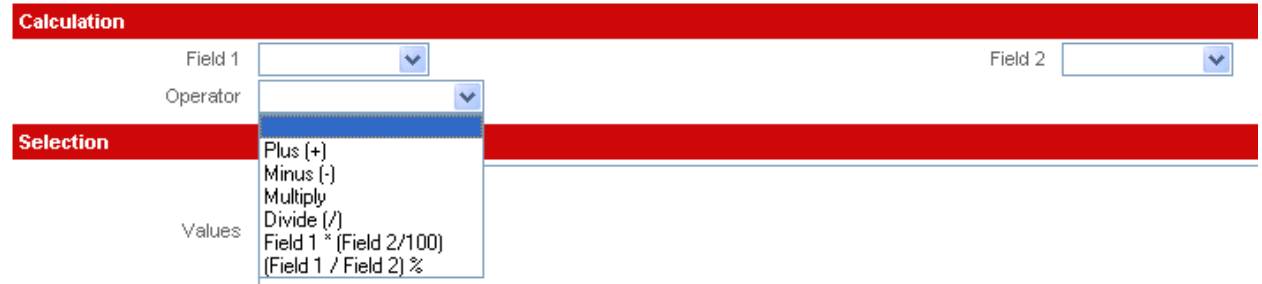 Calculation
Field 1 Field 2
Operator
Selection
Plus (+)
Minus (-)
Multiply
Divide (/)
Values
Field 1 * (Field 2/100)
(Field 1 / Field 2) %